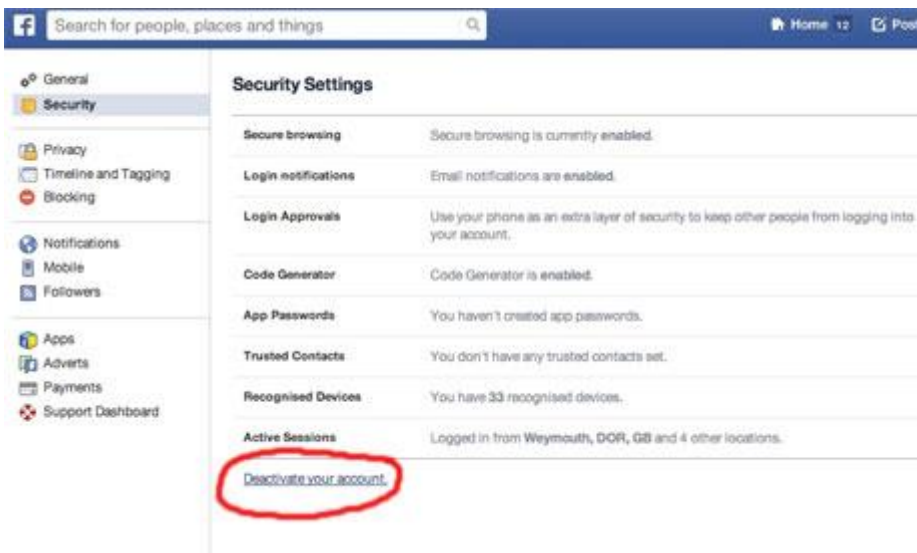 f
Search for people, places and things
Home 12
Post
General
Security
Privacy
Timeline and Tagging
Blocking
Notifications
Mobile
Followers
Apps
Adverts
Payments
Support Dashboard
Security Settings
Secure browsing Secure browsing is currently enabled.
Login notifications Email notifications are enabled.
Login Approvals Use your phone as an extra layer of security to keep other people from logging into
your account.
Code Generator Code Generator is enabled.
App Passwords You haven't created app passwords.
Trusted Contacts You don't have any trusted contacts set.
Recognised Devices You have 33 recognised devices.
Active Sessions Logged in from Weymouth, DOR, GB and 4 other locations.
Deactivate your account.